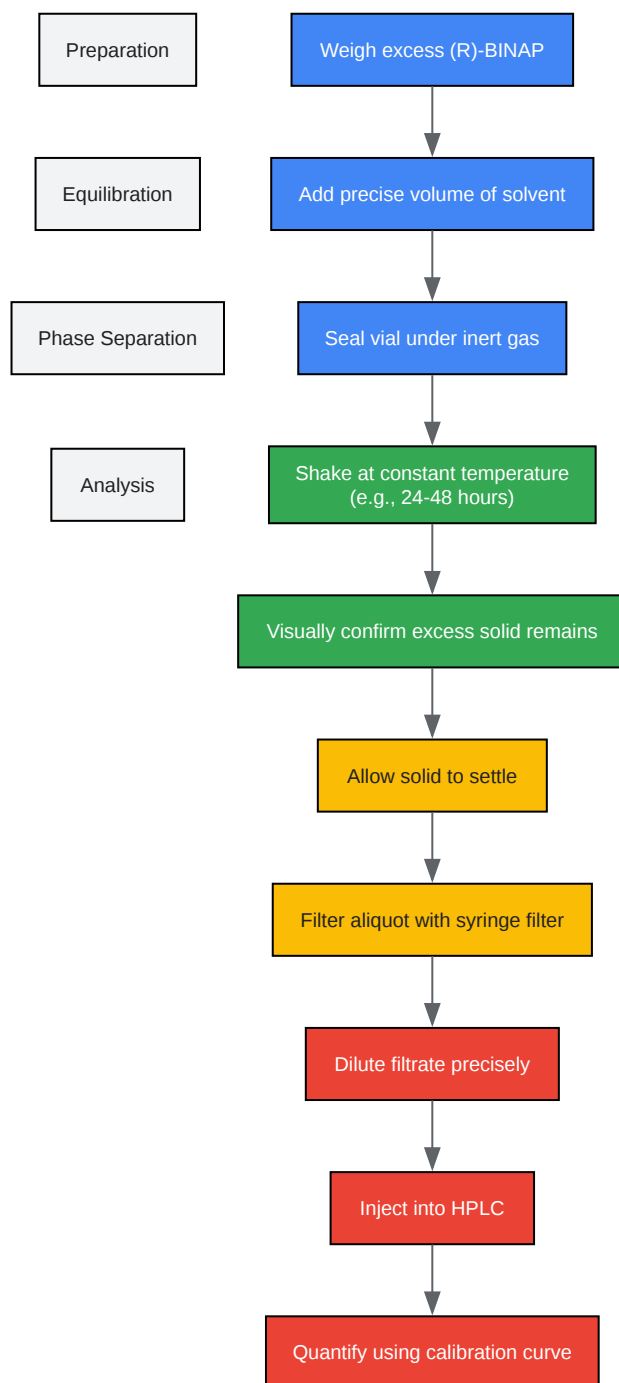 Preparation
Weigh excess (R)-BINAP
Equilibration
Add precise volume of solvent
Phase Separation
Seal vial under inert gas
Analysis
Shake at constant temperature
(e.g., 24-48 hours)
Visually confirm excess solid remains
Allow solid to settle
Filter aliquot with syringe filter
Dilute filtrate precisely
Inject into HPLC
Quantify using calibration curve